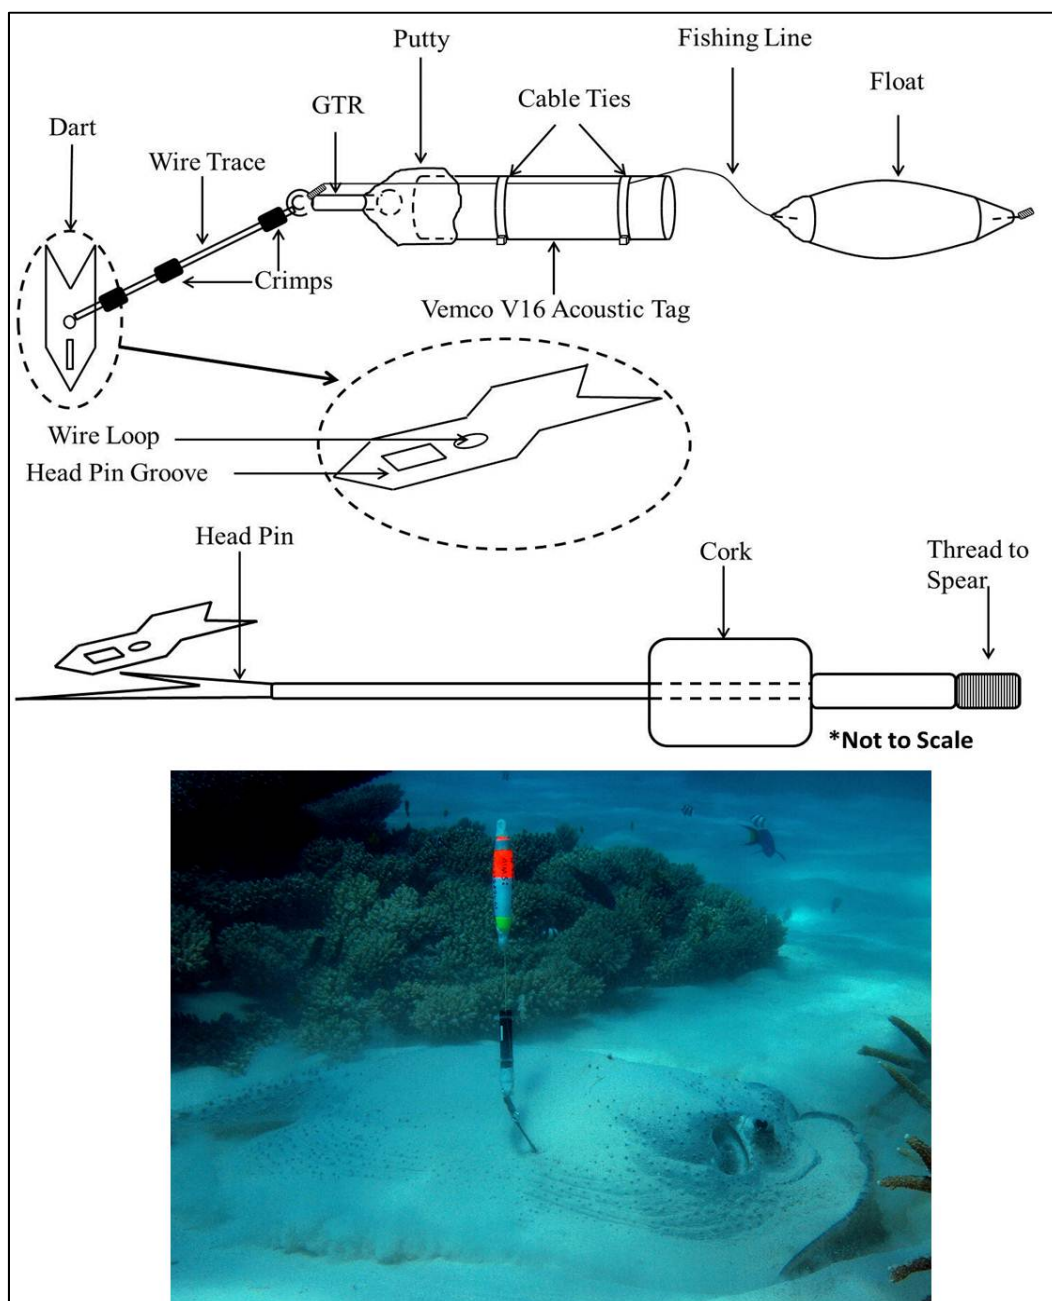 Putty
Fishing Line
Float
Cable Ties
GTR
Dart
Wire Trace
Crimps
Vemco V16 Acoustic Tag
Wire Loop
Head Pin Groove
Head Pin
Cork
Thread to
Spear
*Not to Scale